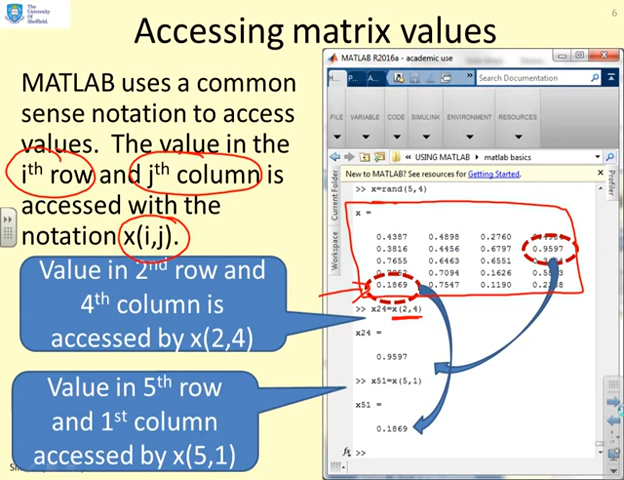 The
University
Of
Sheffield.
6
Accessing matrix values
MATLAB uses a common
sense notation to access
values. The value in the
ith row and jth column is
accessed with the
notation x(i,j).
Value in 2nd row and
4th column is
accessed by x(2,4)
Value in 5th row
and 1st column
accessed by x(5,1)
MATLAB R2016a - academic use
H...
P...
A...
Search Documentation
FILE VARIABLE CODE SIMULINK ENVIRONMENT RESOURCES
USING MATLAB matlab basics
New to MATLAB? See resources for Getting Started.
Current Folder
Workspace
Profiler
>> x=rand(5,4)
x =
0.4387 0.4898 0.2760
0.3816 0.4456 0.6797 0.9597
0.7655 0.6463 0.6551
0.7094 0.1626
0.1869 0.7547 0.1190
>> x24=x(2,4)
x24 =
0.9597
>> x51=x(5,1)
x51 =
0.1869
fx >>